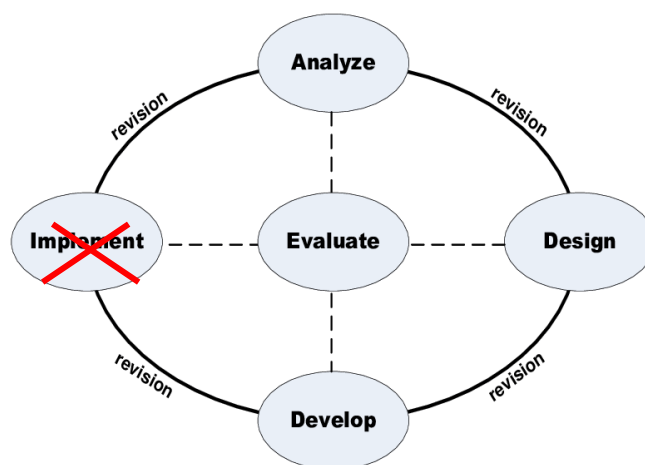 Analyze
revision
revision
Implement
Evaluate
Design
revision
revision
Develop